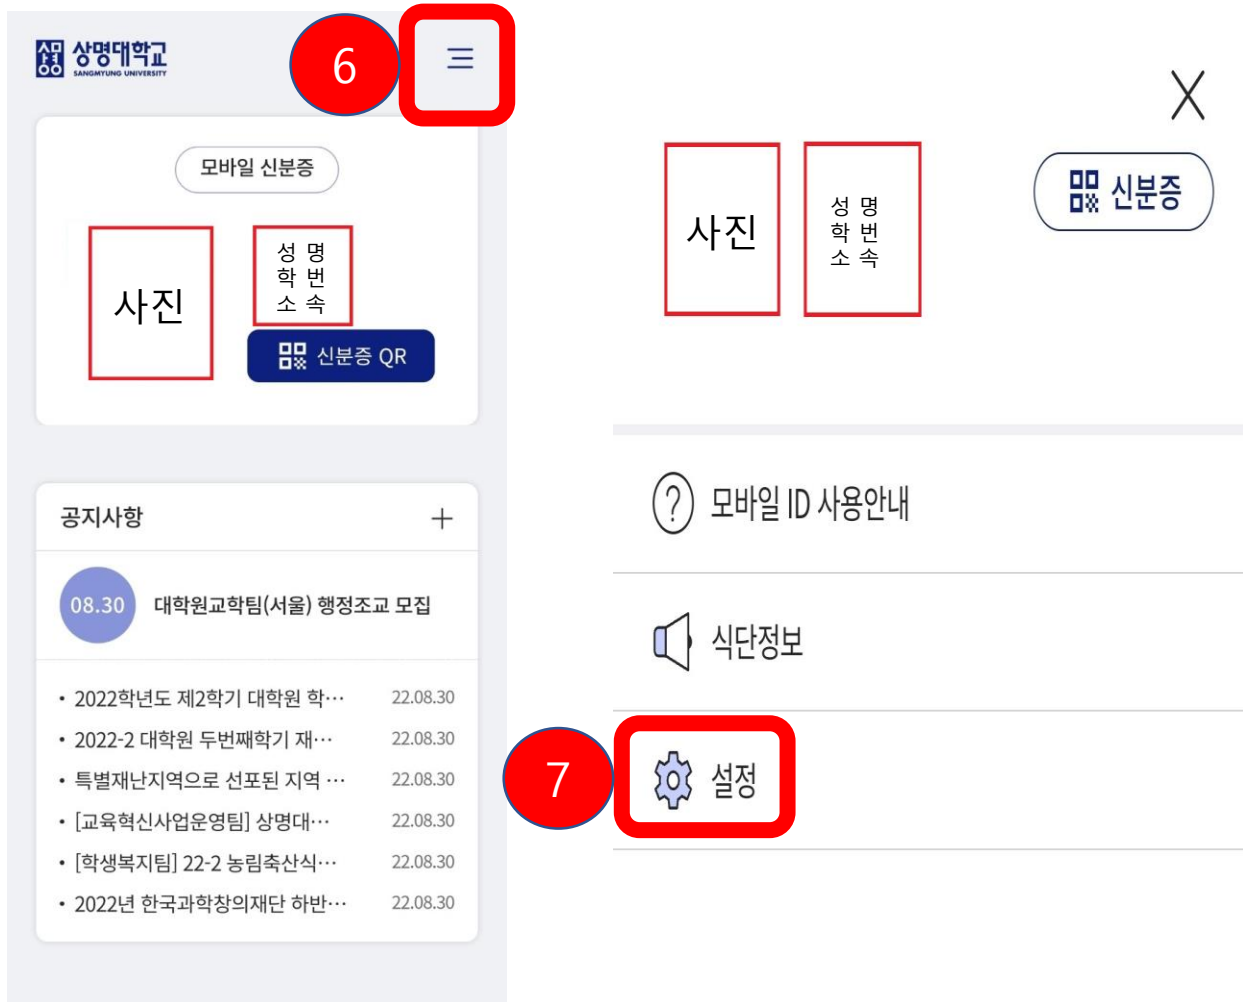 상명대학교
SANGMYUNG UNIVERSITY
6
모바일 신분증
사진
성 명
학 번
소 속
신분증 QR
공지사항
08.30 대학원교학팀(서울) 행정조교 모집
• 2022학년도 제2학기 대학원 학··· 22.08.30
• 2022-2 대학원 두번째학기 재··· 22.08.30
• 특별재난지역으로 선포된 지역 ··· 22.08.30
• [교육혁신사업운영팀] 상명대··· 22.08.30
• [학생복지팀] 22-2 농림축산식··· 22.08.30
• 2022년 한국과학창의재단 하반··· 22.08.30
사진
성 명
학 번
소 속
신분증
모바일 ID 사용안내
식단정보
7
설정